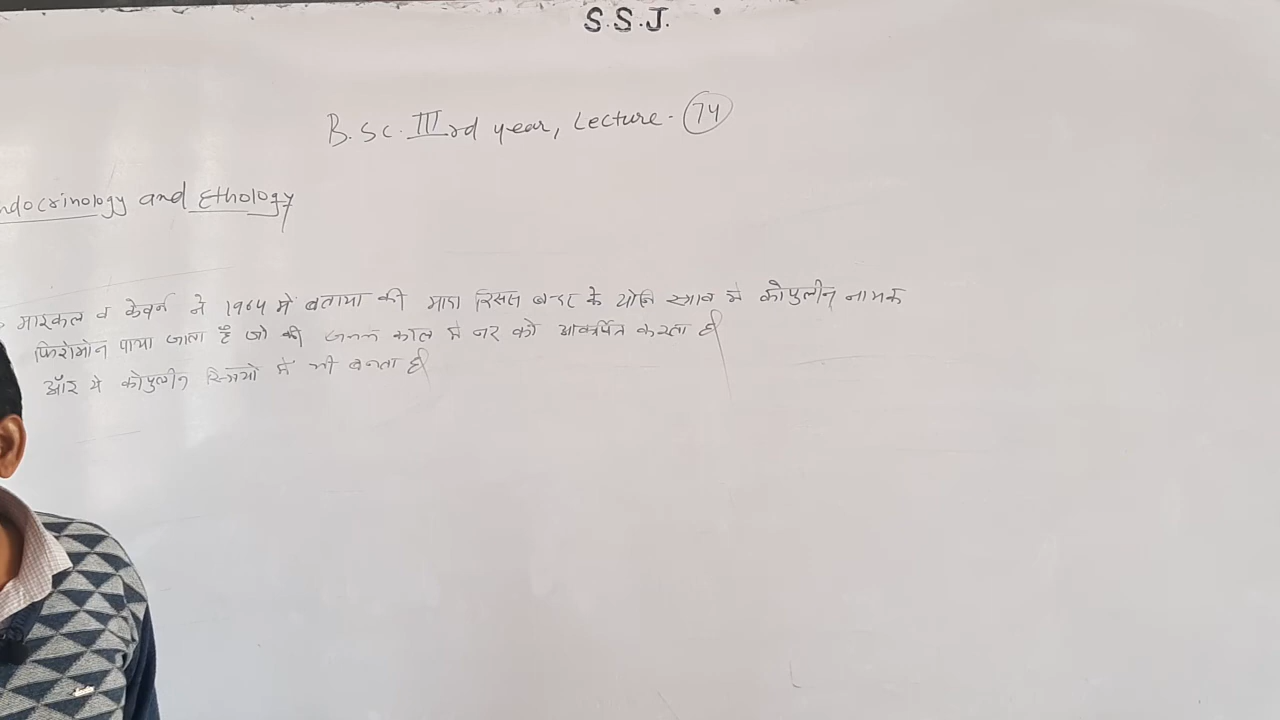 S.S.J.
B.Sc. IIIrd year, Lecture- 74
ndocrinology and Ethology
माइकल व केवर्न ने 1964 में बताया की मादा रिसस बन्दर के योनि स्त्राव में कोपुलीन नामक
फिरोमोन पाया जाता हैं जो की जनन काल में नर को आकर्षित करता है
और ये कोपुलीन स्त्रियों में भी बनता है